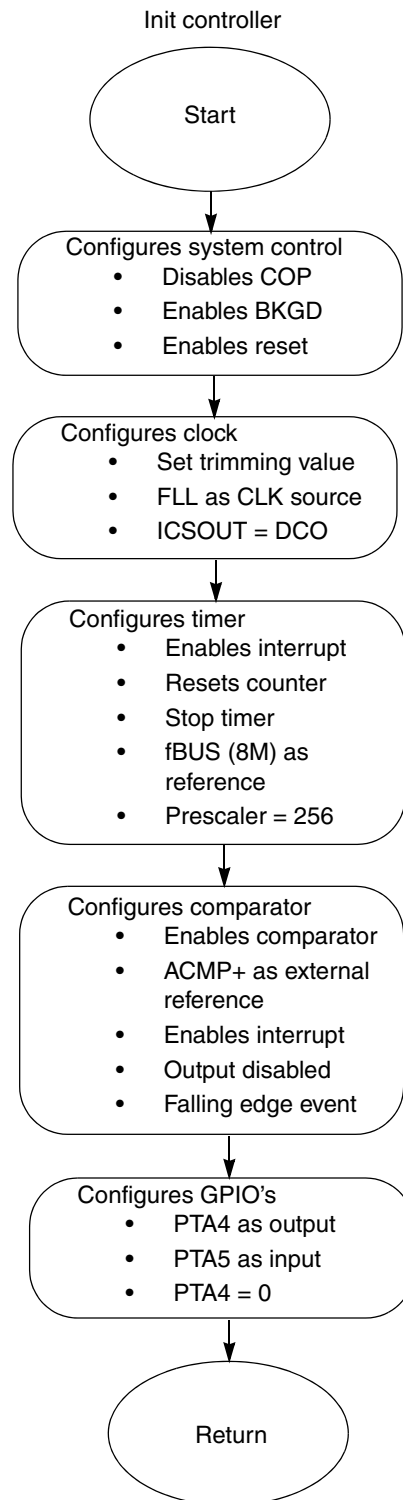 Init controller
Start
Configures system control
• Disables COP
• Enables BKGD
• Enables reset
Configures clock
• Set trimming value
• FLL as CLK source
• ICSOUT = DCO
Configures timer
• Enables interrupt
• Resets counter
• Stop timer
• fBUS (8M) as
reference
• Prescaler = 256
Configures comparator
• Enables comparator
• ACMP+ as external
reference
• Enables interrupt
• Output disabled
• Falling edge event
Configures GPIO's
• PTA4 as output
• PTA5 as input
• PTA4 = 0
Return